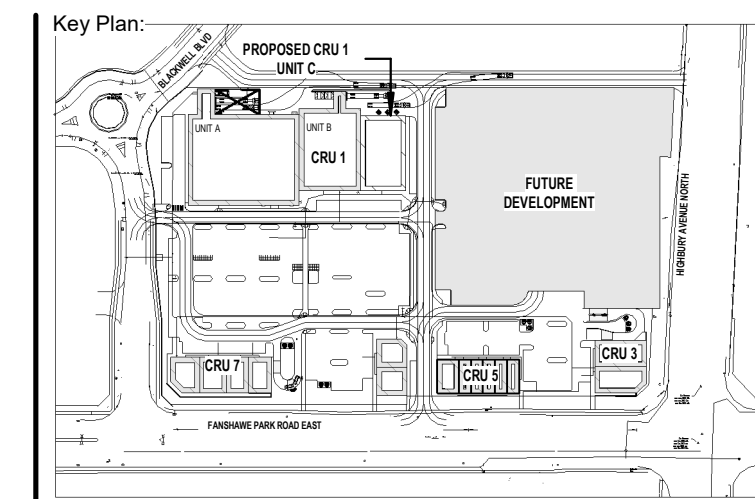 Key Plan:
BLACKWELL BLVD
PROPOSED CRU 1
UNIT C
UNIT A
UNIT B
CRU 1
FUTURE
DEVELOPMENT
HIGHBURY AVENUE NORTH
CRU 7
CRU 5
CRU 3
FANSHAWE PARK ROAD EAST